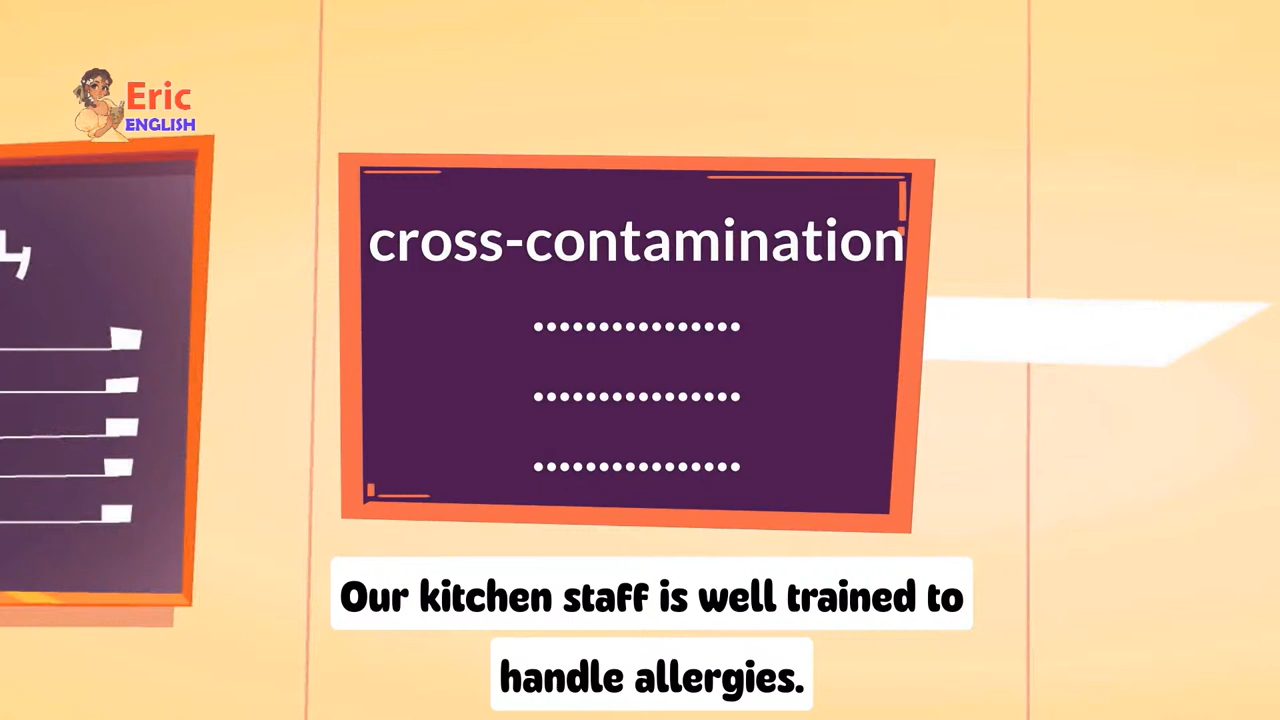 Eric
ENGLISH
cross-contamination
................
................
................
Our kitchen staff is well trained to
handle allergies.